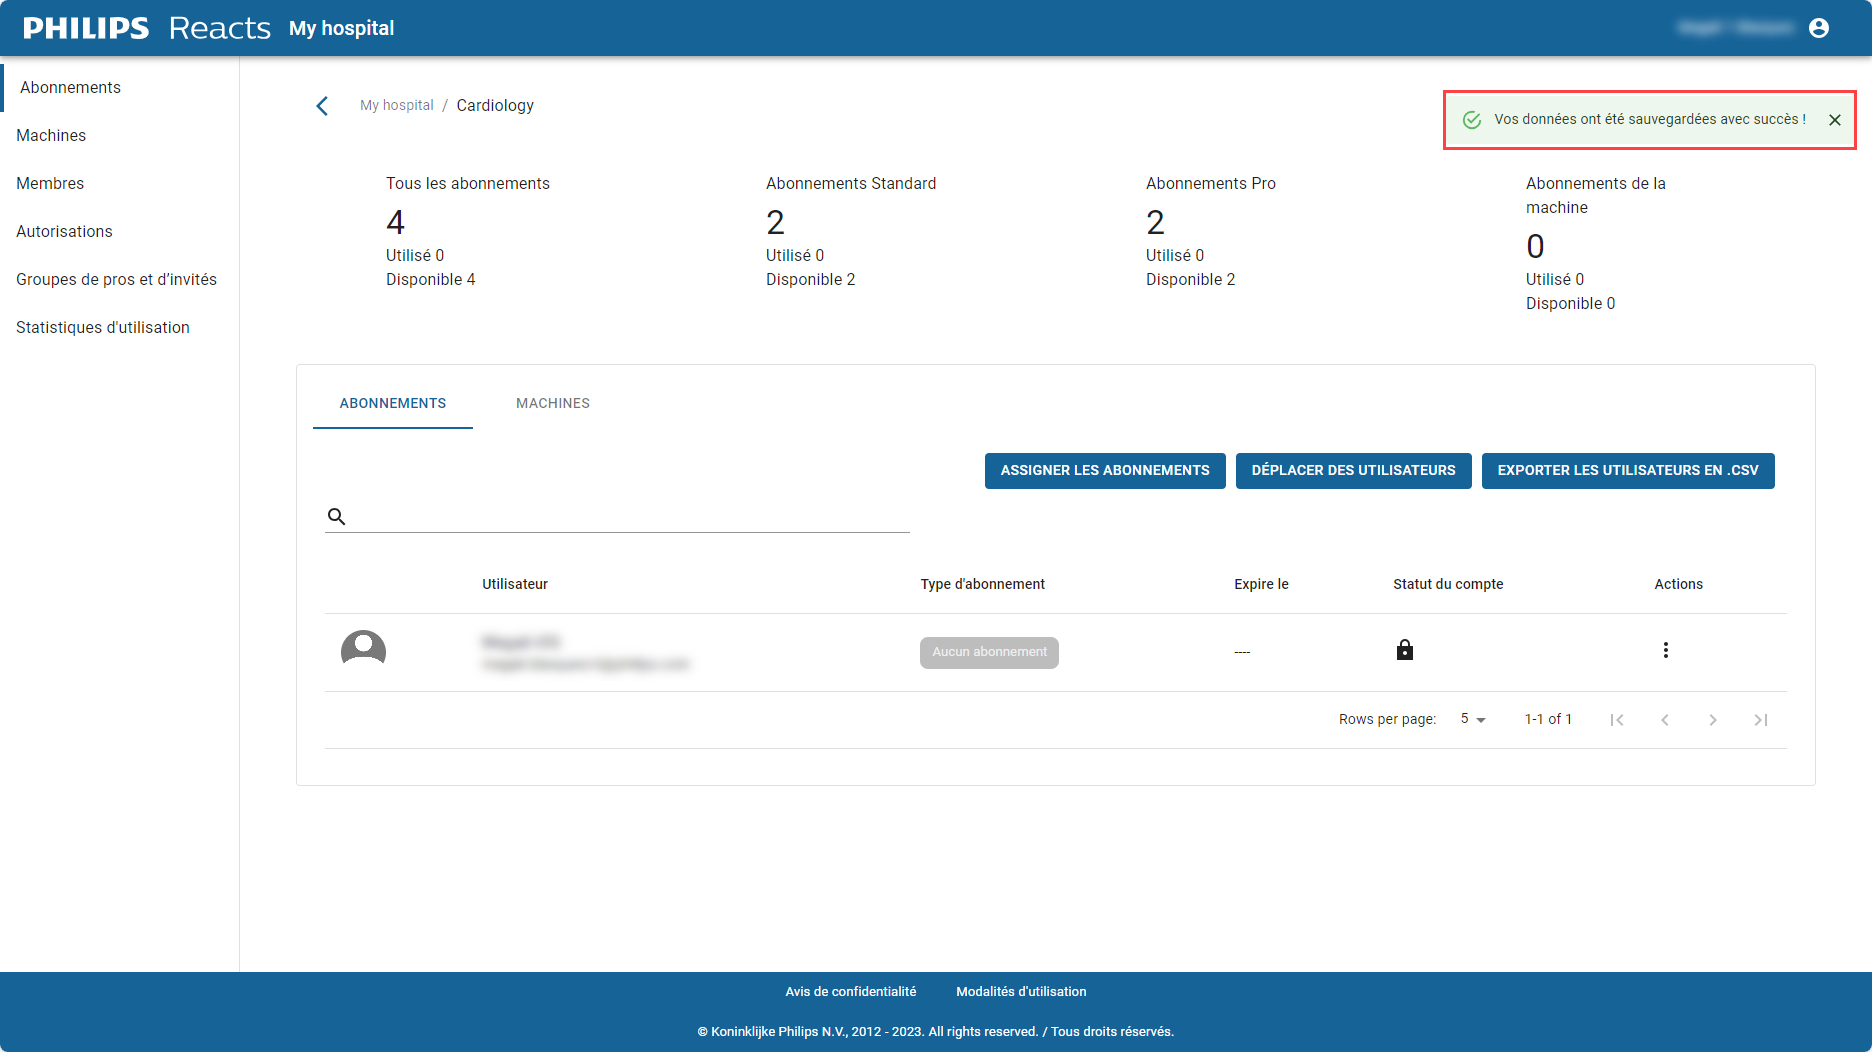 PHILIPS Reacts My hospital
Abonnements
Machines
Membres
Autorisations
Groupes de pros et d’invités
Statistiques d'utilisation
My hospital / Cardiology
Vos données ont été sauvegardées avec succès !
Tous les abonnements
4
Utilisé 0
Disponible 4
Abonnements Standard
2
Utilisé 0
Disponible 2
Abonnements Pro
2
Utilisé 0
Disponible 2
Abonnements de la
machine
0
Utilisé 0
Disponible 0
ABONNEMENTS MACHINES
ASSIGNER LES ABONNEMENTS DÉPLACER DES UTILISATEURS EXPORTER LES UTILISATEURS EN .CSV
Utilisateur Type d'abonnement Expire le Statut du compte Actions
Aucun abonnement ----
Rows per page: 5 1-1 of 1
Avis de confidentialité Modalités d'utilisation
© Koninklijke Philips N.V., 2012 - 2023. All rights reserved. / Tous droits réservés.